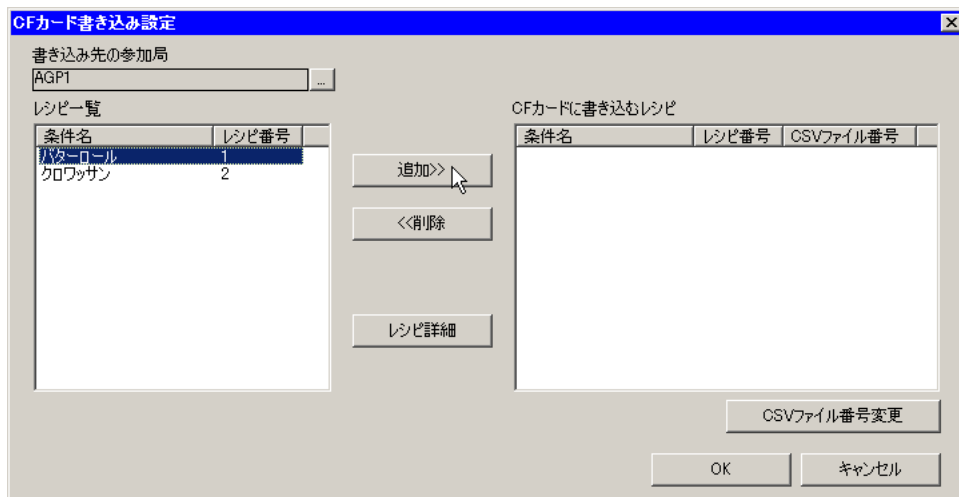 CFカード書き込み設定
書き込み先の参加局
AGP1
...
レシピ一覧
CFカードに書き込むレシピ
条件名 レシピ番号
条件名 レシピ番号 CSVファイル番号
バターロール 1
クロワッサン 2
追加>>
<<削除
レシピ詳細
CSVファイル番号変更
OK キャンセル